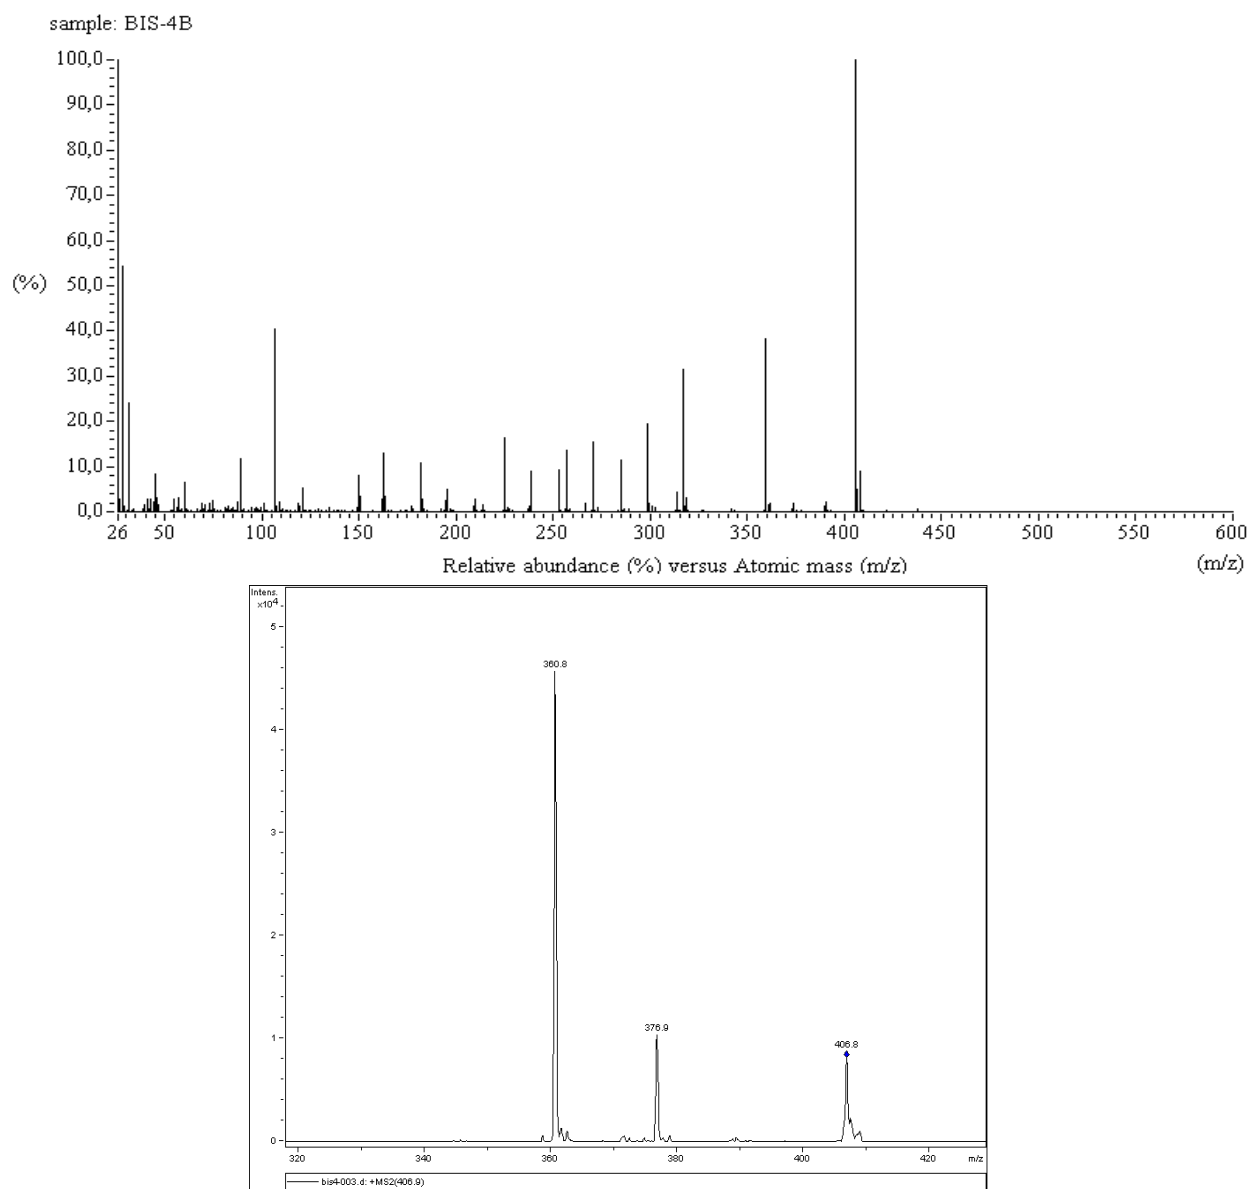 sample: BIS-4B
100,0
90,0
80,0
70,0
60,0
(%)
50,0
40,0
30,0
20,0
10,0
0,0
26 50 100 150 200 250 300 350 400 450 500 550 600
Relative abundance (%) versus Atomic mass (m/z)
(m/z)
Intens.
x10⁴
5
4
3
2
1
0
360.8
376.9
406.8
320 340 360 380 400 420 m/z
bis4-003.d: +MS2(406.9)